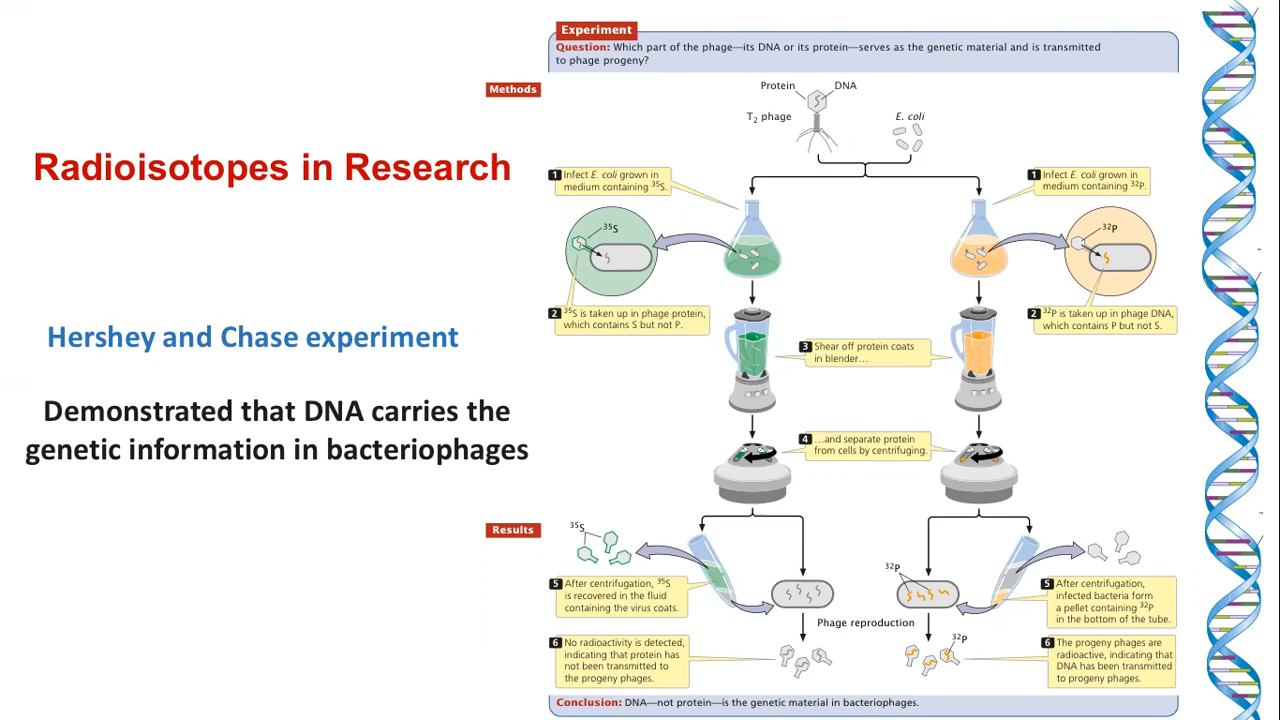 Radioisotopes in Research
Hershey and Chase experiment
Demonstrated that DNA carries the
genetic information in bacteriophages
Experiment
Question: Which part of the phage—its DNA or its protein—serves as the genetic material and is transmitted
to phage progeny?
Methods
Protein
DNA
T2 phage
E. coli
1 Infect E. coli grown in
medium containing 35S.
1 Infect E. coli grown in
medium containing 32P.
35S
32P
2 35S is taken up in phage protein,
which contains S but not P.
2 32P is taken up in phage DNA,
which contains P but not S.
3 Shear off protein coats
in blender…
4 …and separate protein
from cells by centrifuging.
Results
35S
32P
5 After centrifugation, 35S
is recovered in the fluid
containing the virus coats.
5 After centrifugation,
infected bacteria form
a pellet containing 32P
in the bottom of the tube.
Phage reproduction
32P
6 No radioactivity is detected,
indicating that protein has
not been transmitted to
the progeny phages.
6 The progeny phages are
radioactive, indicating that
DNA has been transmitted
to progeny phages.
Conclusion: DNA—not protein—is the genetic material in bacteriophages.